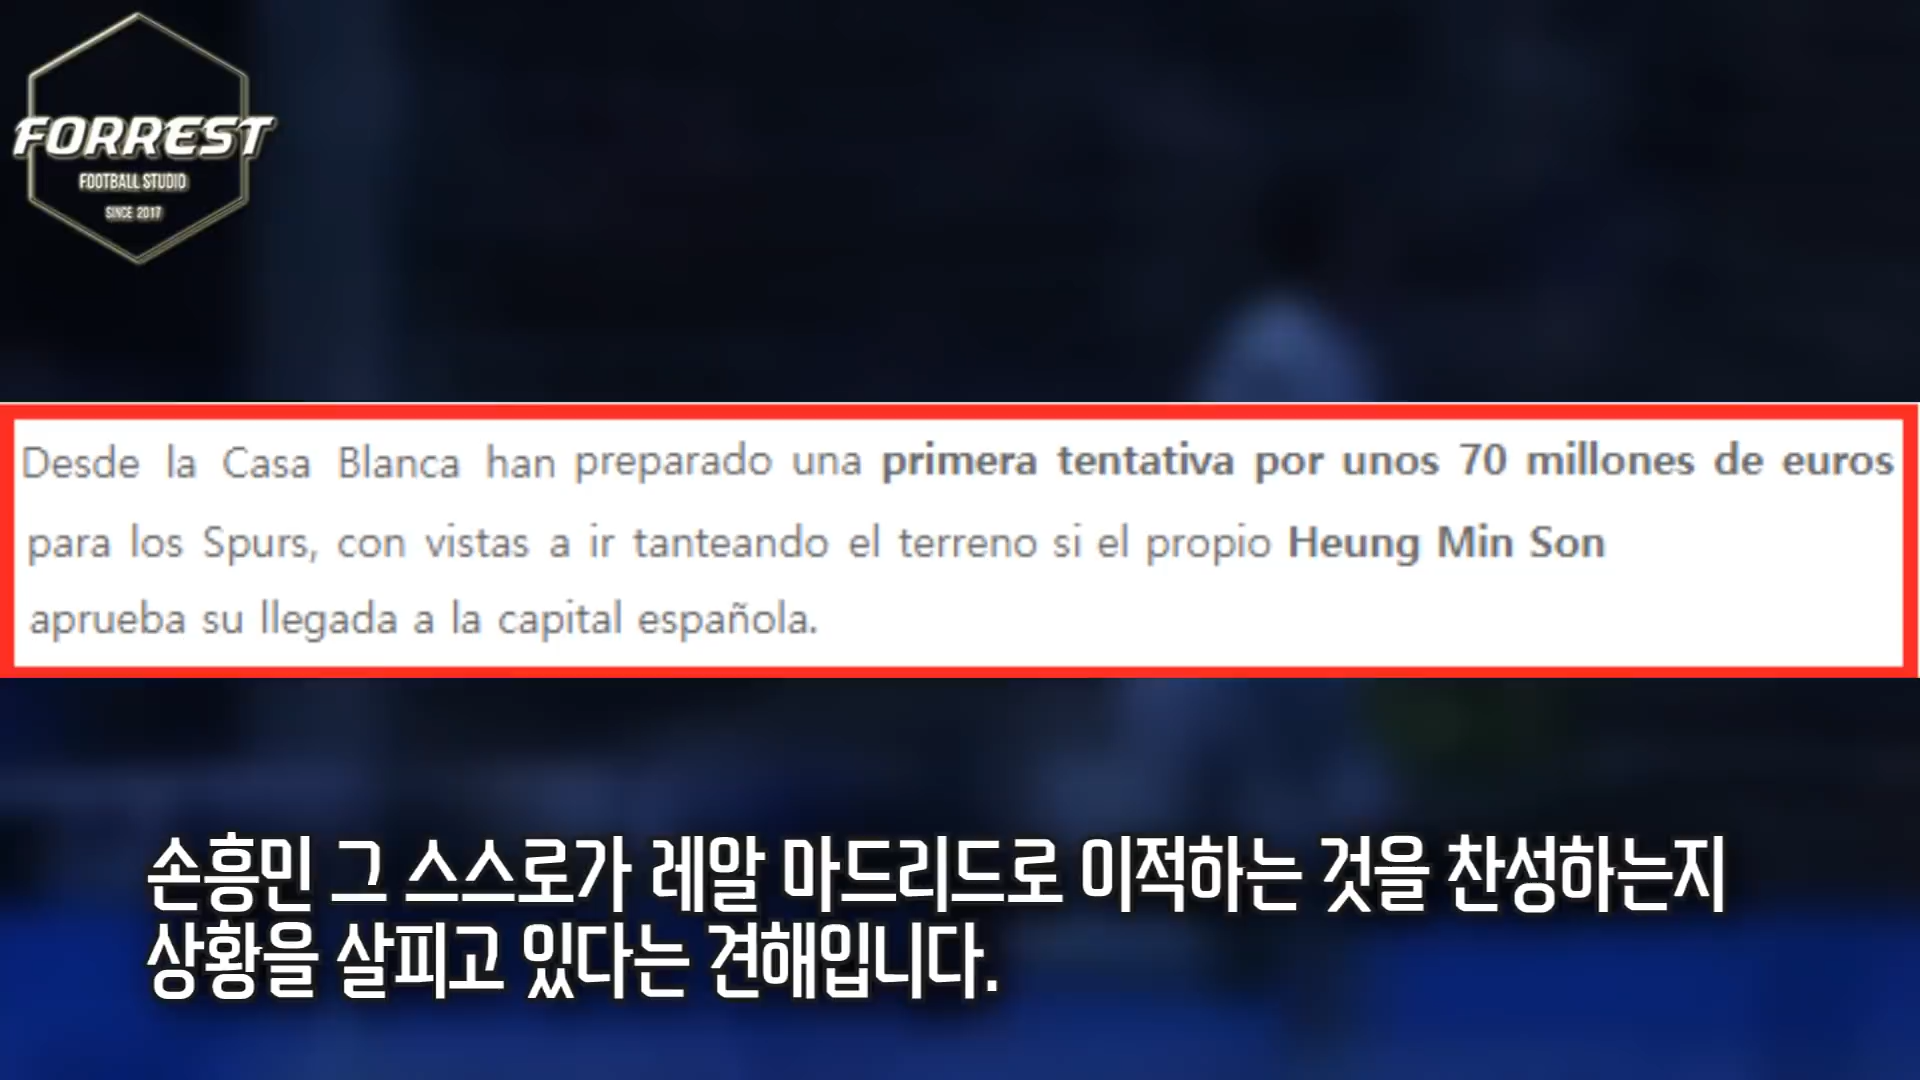 FORREST
FOOTBALL STUDIO
SINCE 2017
Desde la Casa Blanca han preparado una primera tentativa por unos 70 millones de euros
para los Spurs, con vistas a ir tanteando el terreno si el propio Heung Min Son
aprueba su llegada a la capital española.
손흥민 그 스스로가 레알 마드리드로 이적하는 것을 찬성하는지
상황을 살피고 있다는 견해입니다.